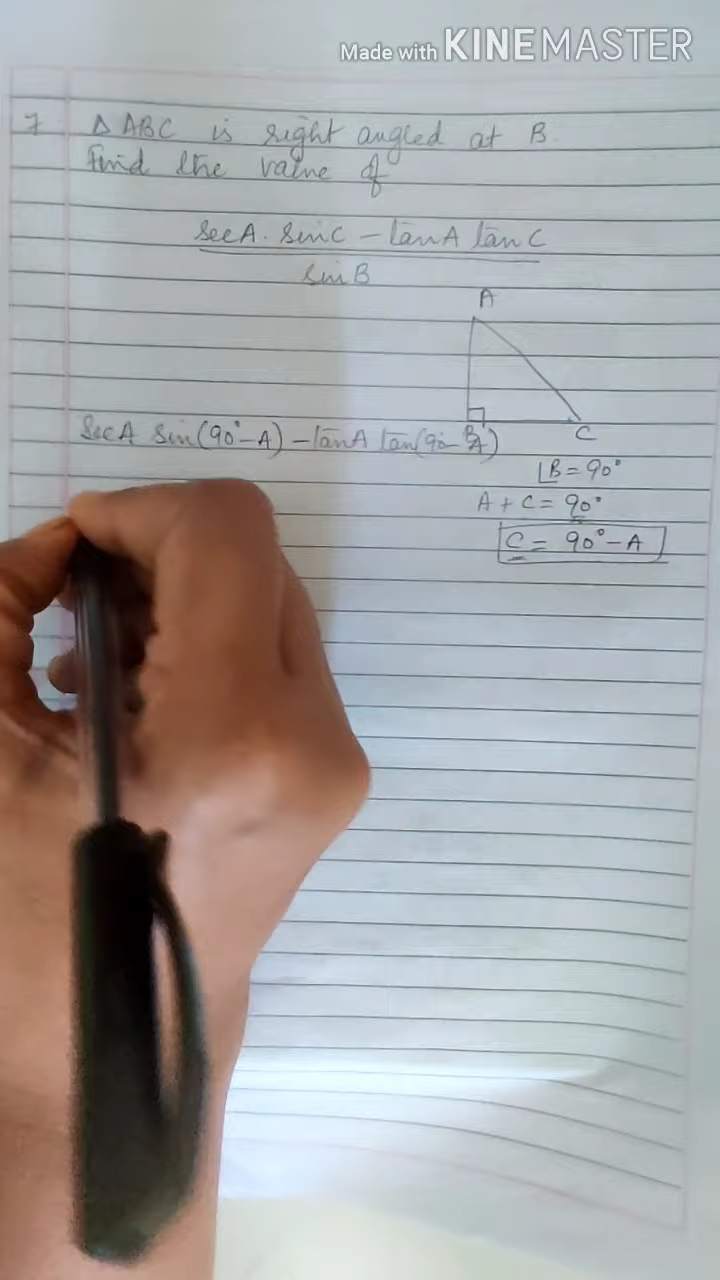 Made with KINEMASTER
7 Δ ABC is right angled at B.
Find the value of
secA. sinC - tanA tanC
sinB
A
B
C
SecA sin(90°-A) - tanA tan(90-A)
∟B = 90°
A + C = 90°
C = 90° - A